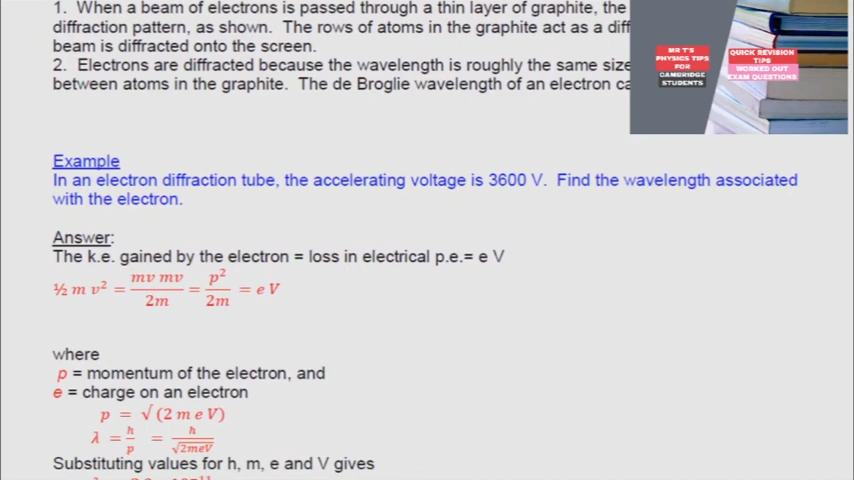 1. When a beam of electrons is passed through a thin layer of graphite, the
diffraction pattern, as shown. The rows of atoms in the graphite act as a diff
beam is diffracted onto the screen.
2. Electrons are diffracted because the wavelength is roughly the same size
between atoms in the graphite. The de Broglie wavelength of an electron ca
MR T'S
PHYSICS TIPS
FOR
CAMBRIDGE
STUDENTS
QUICK REVISION
TIPS
WORKED OUT
EXAM QUESTIONS
Example
In an electron diffraction tube, the accelerating voltage is 3600 V. Find the wavelength associated
with the electron.
Answer:
The k.e. gained by the electron = loss in electrical p.e.= e V
½ m v² = mv mv / 2m = p² / 2m = e V
where
p = momentum of the electron, and
e = charge on an electron
p = √ (2 m e V)
λ = h / p = h / √2meV
Substituting values for h, m, e and V gives